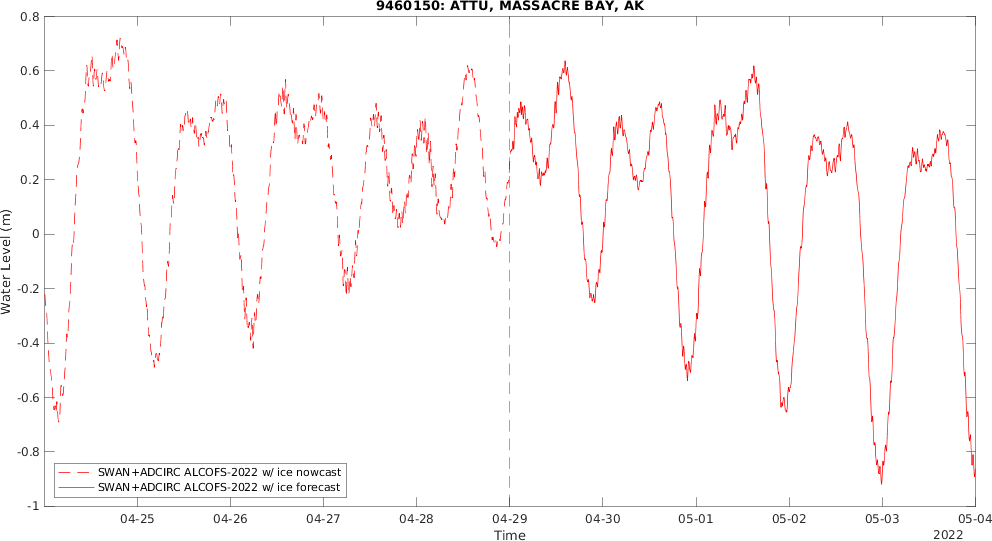 9460150: ATTU, MASSACRE BAY, AK
Water Level (m)
0.8
0.6
0.4
0.2
0
-0.2
-0.4
-0.6
-0.8
-1
SWAN+ADCIRC ALCOFS-2022 w/ ice nowcast
SWAN+ADCIRC ALCOFS-2022 w/ ice forecast
04-25 04-26 04-27 04-28 04-29 04-30 05-01 05-02 05-03 05-04
Time
2022